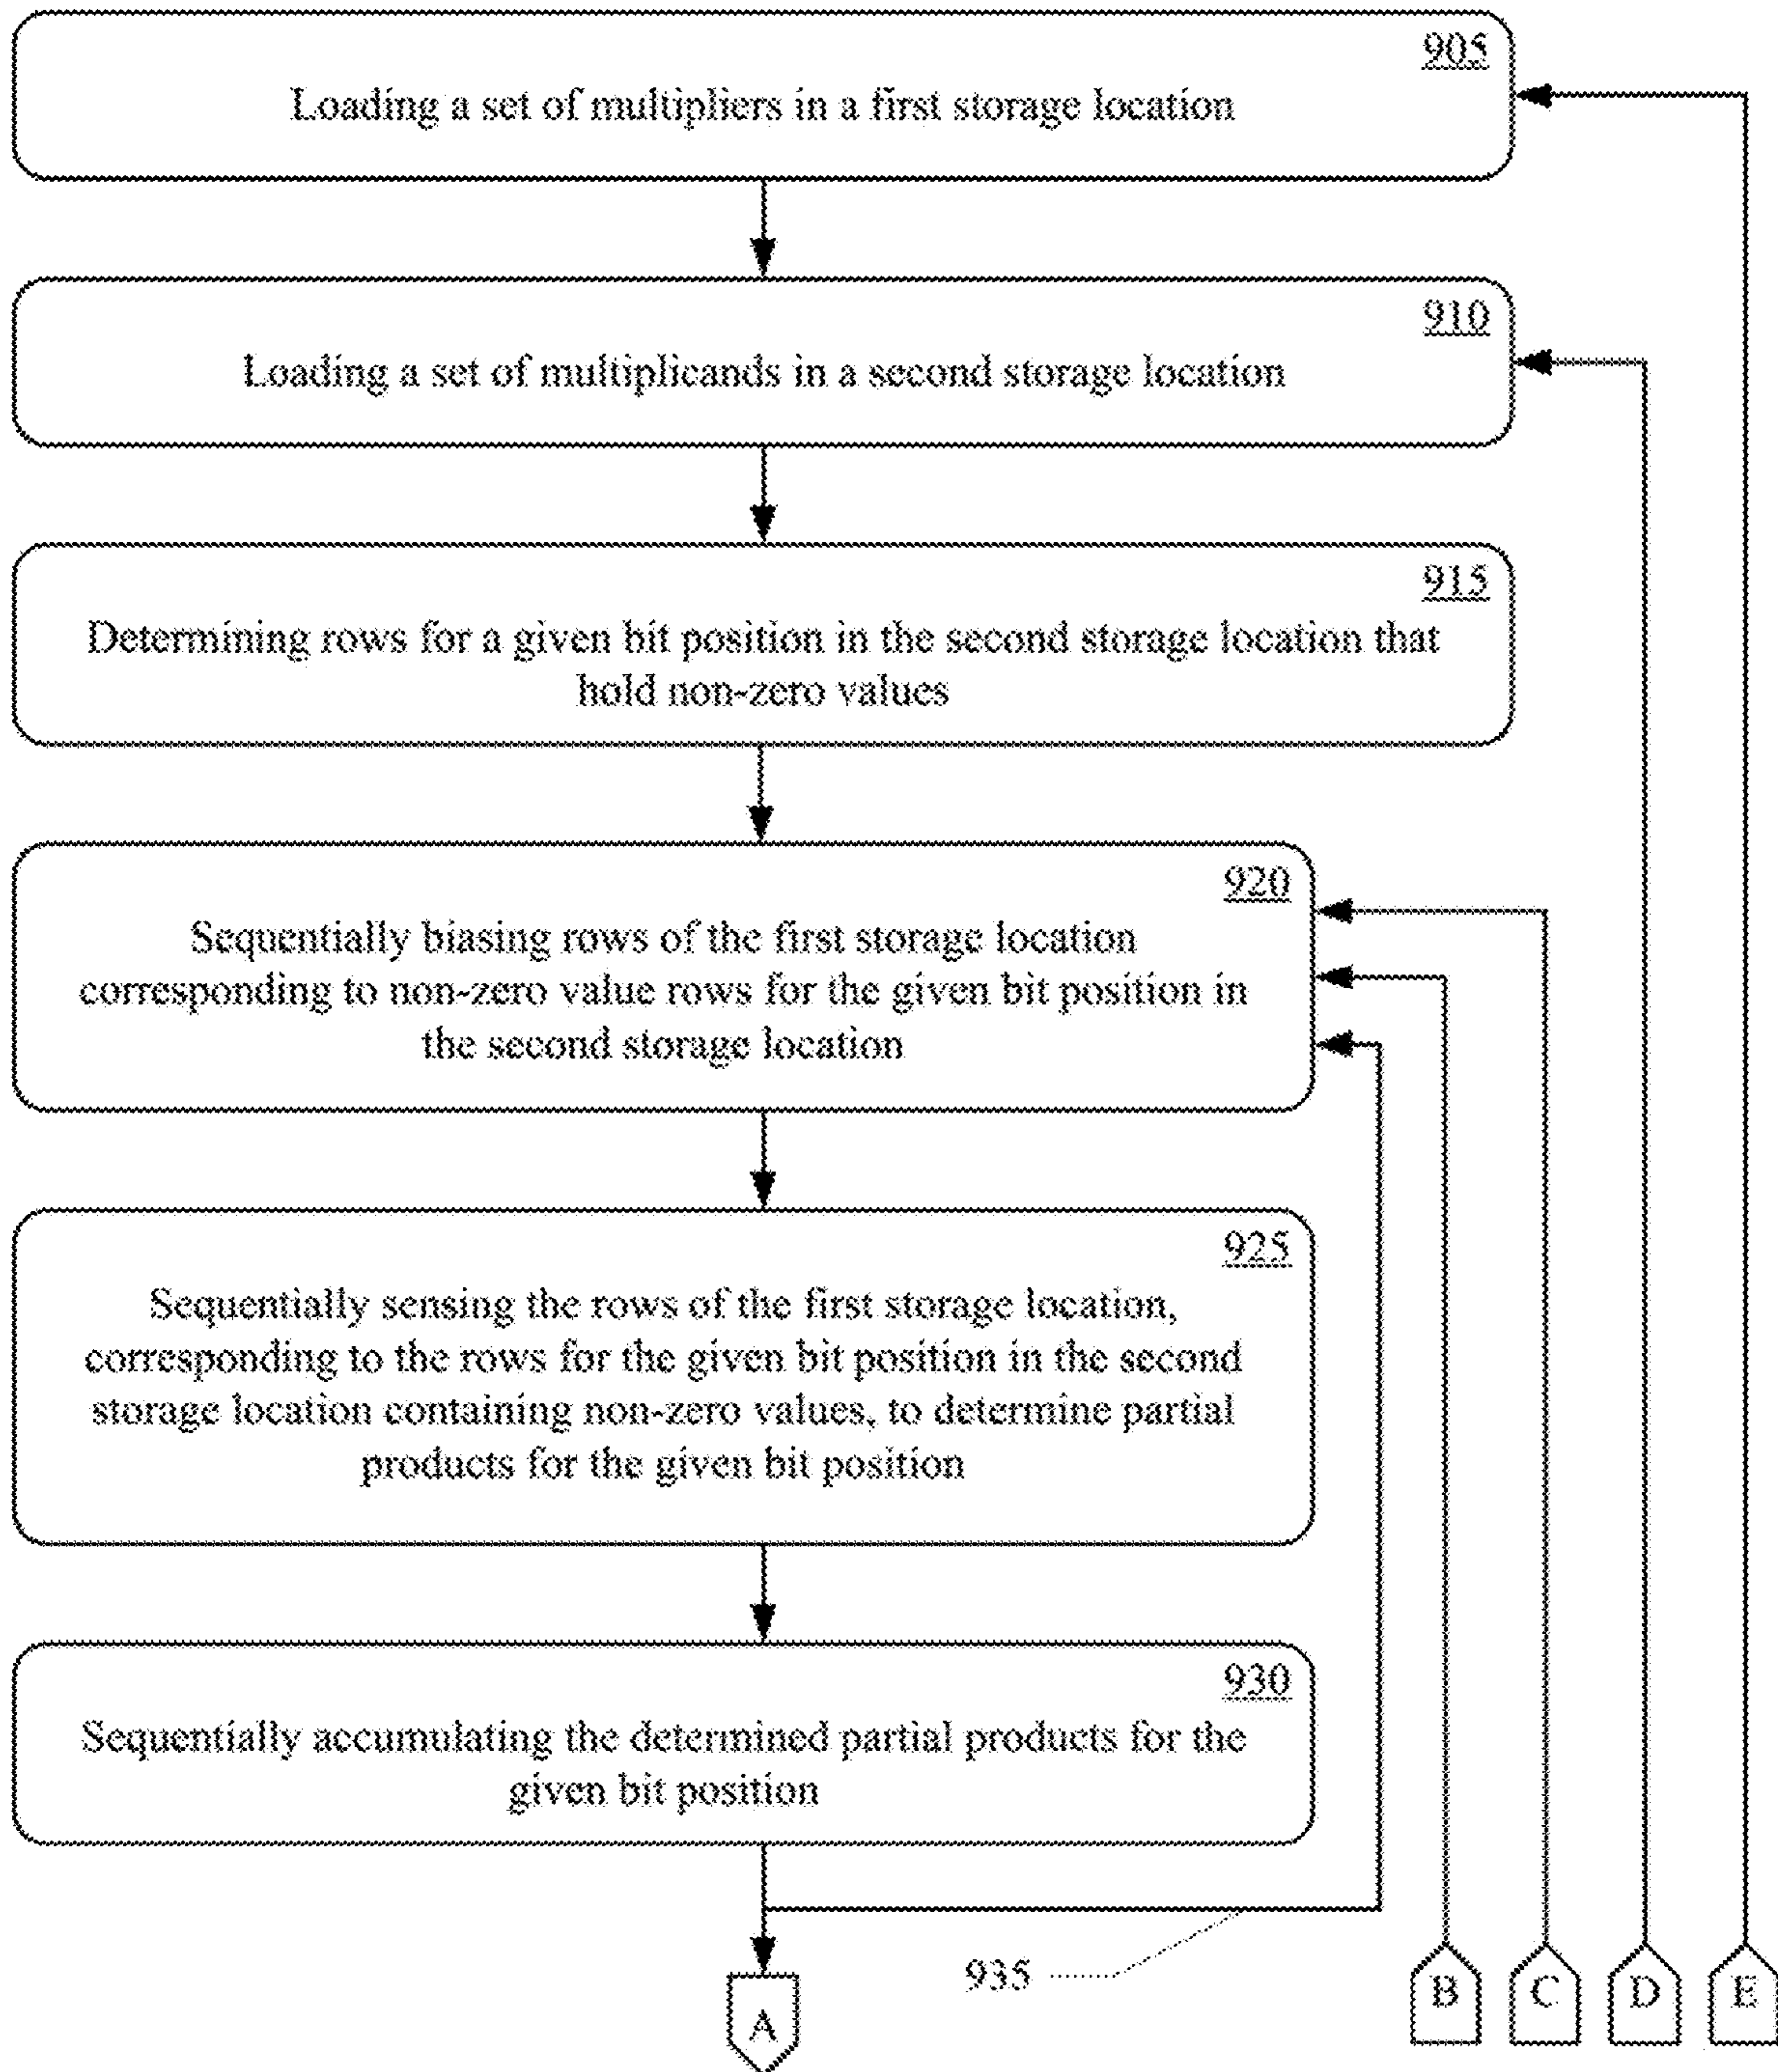 905
Loading a set of multipliers in a first storage location
910
Loading a set of multiplicands in a second storage location
915
Determining rows for a given bit position in the second storage location that
hold non-zero values
920
Sequentially biasing rows of the first storage location
corresponding to non-zero value rows for the given bit position in
the second storage location
925
Sequentially sensing the rows of the first storage location,
corresponding to the rows for the given bit position in the second
storage location containing non-zero values, to determine partial
products for the given bit position
930
Sequentially accumulating the determined partial products for the
given bit position
935
A
B
C
D
E